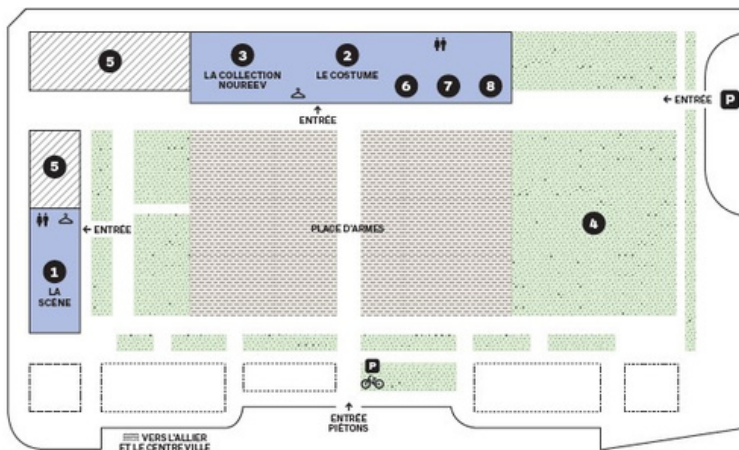 5
3
LA COLLECTION
NOUREEV
2
LE COSTUME
6
7
8
ENTRÉE
← ENTRÉE
P
5
← ENTRÉE
PLACE D'ARMES
4
1
LA
SCÈNE
P
ENTRÉE
PIÉTONS
VERS L'ALLIER
ET LE CENTRE VILLE